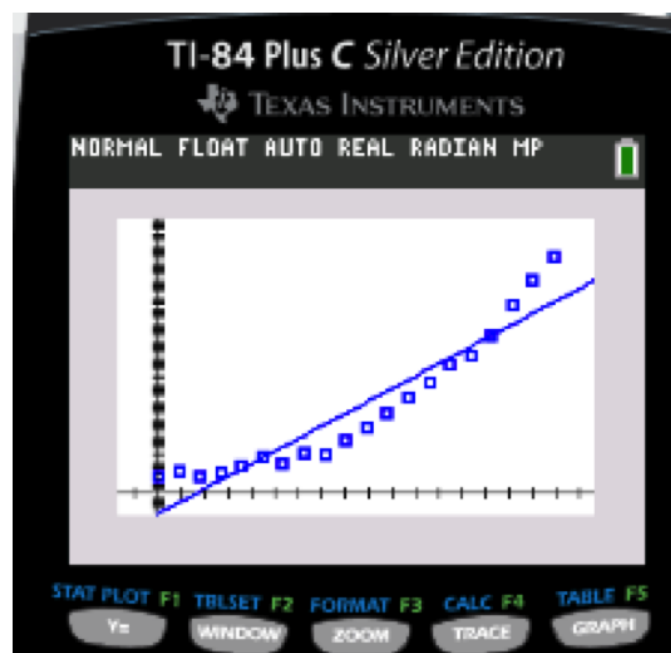 TI-84 Plus C Silver Edition
TEXAS INSTRUMENTS
NORMAL FLOAT AUTO REAL RADIAN MP
STAT PLOT F1 TBLSET F2 FORMAT F3 CALC F4 TABLE F5
Y= WINDOW ZOOM TRACE GRAPH